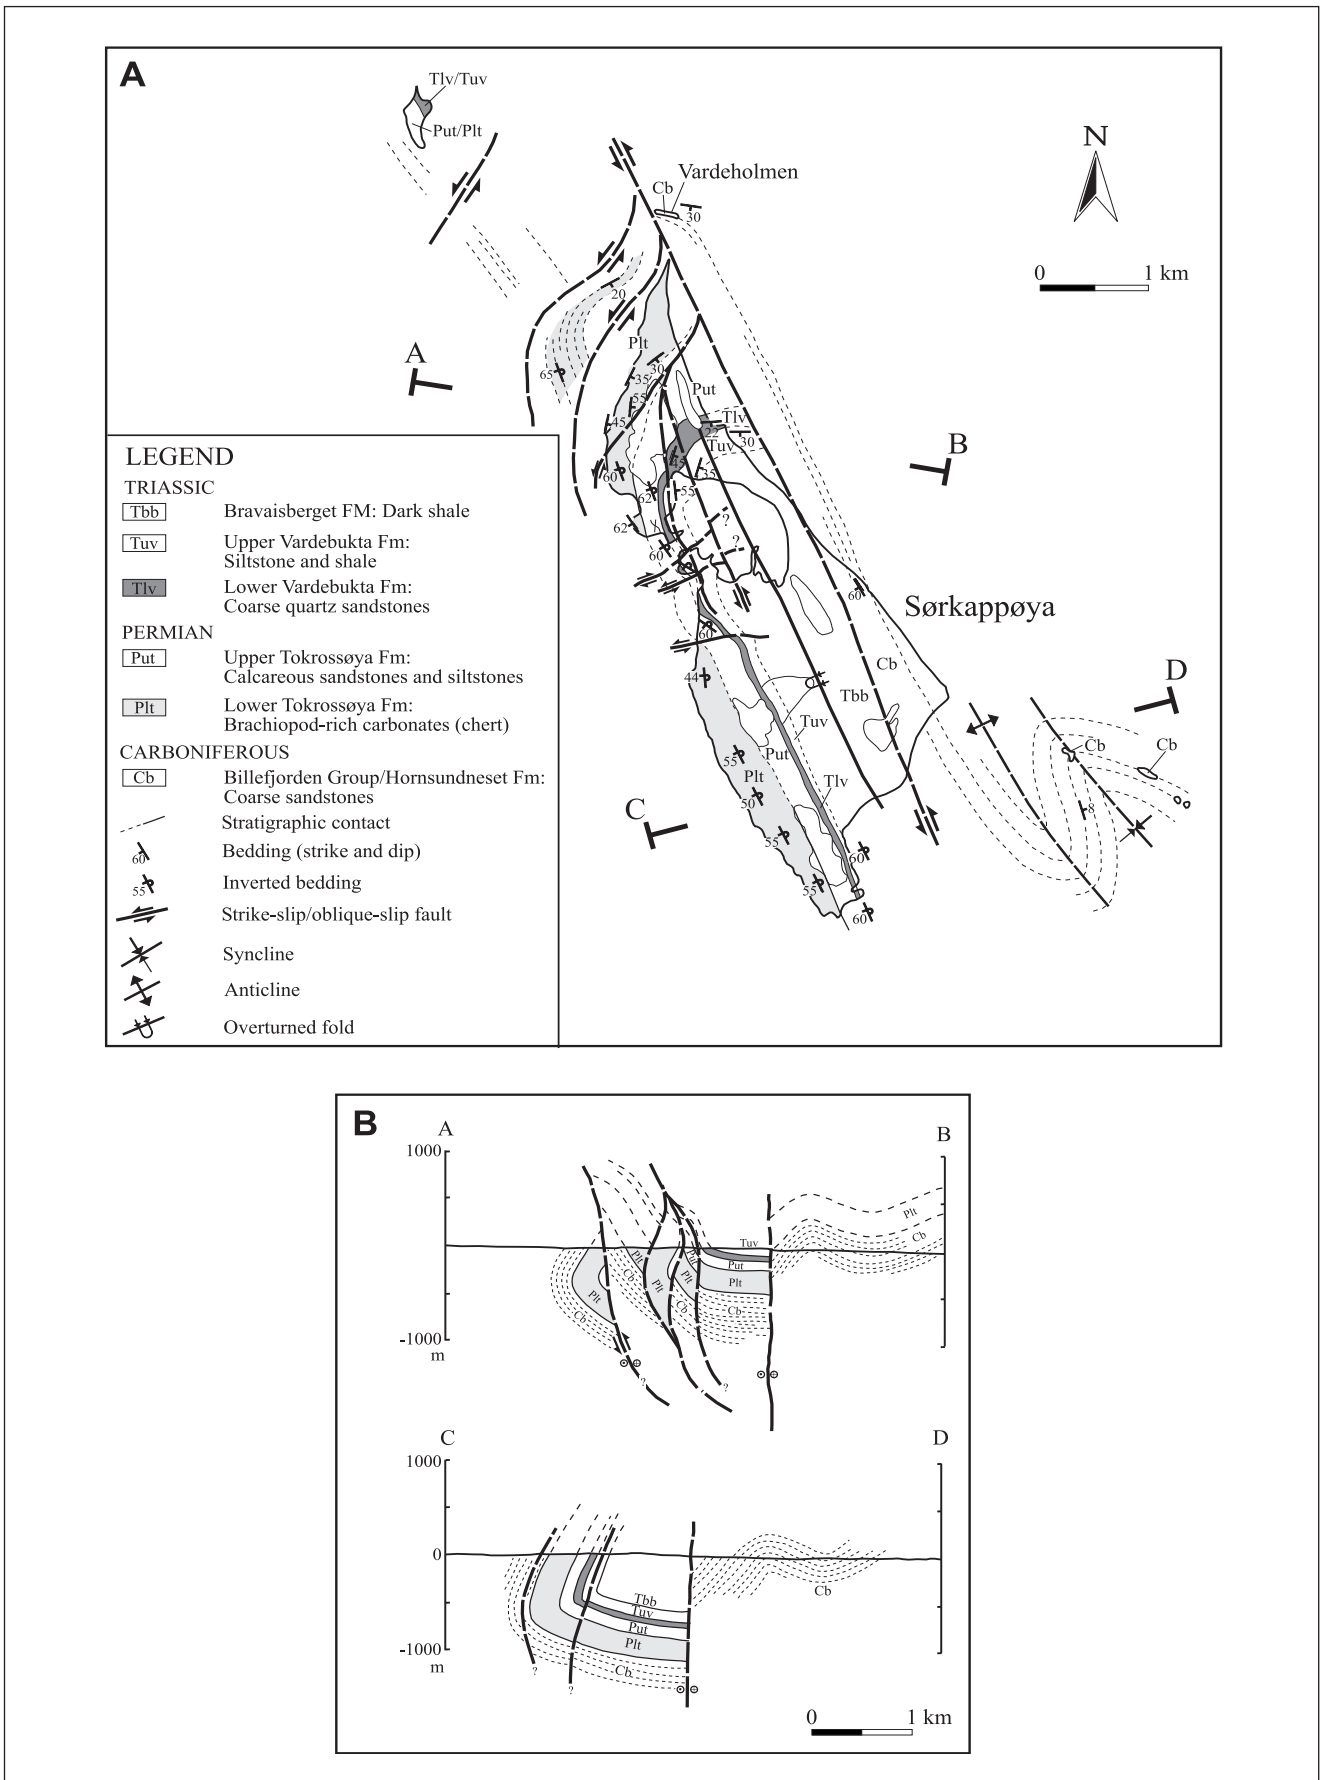 A
Tlv/Tuv
Put/Plt
Vardeholmen
Cb
30
N
0 1 km
20
A
65
Plt
30
35
55
45
Put
Tlv
22
30
Tuv
45
35
60
62
55
62
60
?
?
B
60
Sørkappøya
60
44
Cb
Tbb
D
Tuv
Put
55
Plt
50
Tlv
Cb
Cb
8
C
55
60
55
60
LEGEND
TRIASSIC
Tbb Bravaisberget FM: Dark shale
Tuv Upper Vardebukta Fm:
Siltstone and shale
Tlv Lower Vardebukta Fm:
Coarse quartz sandstones
PERMIAN
Put Upper Tokrossøya Fm:
Calcareous sandstones and siltstones
Plt Lower Tokrossøya Fm:
Brachiopod-rich carbonates (chert)
CARBONIFEROUS
Cb Billefjorden Group/Hornsundneset Fm:
Coarse sandstones
Stratigraphic contact
60 Bedding (strike and dip)
55 Inverted bedding
Strike-slip/oblique-slip fault
Syncline
Anticline
Overturned fold
B
A B
1000
Plt
Cb
Tuv
Plt Put Put
Cb Plt Plt Plt
Plt
Cb Cb Cb
-1000
m
? ?
C D
1000
0
Tbb
Tuv
Put
Plt
Cb
Cb
-1000
m
?
?
0 1 km